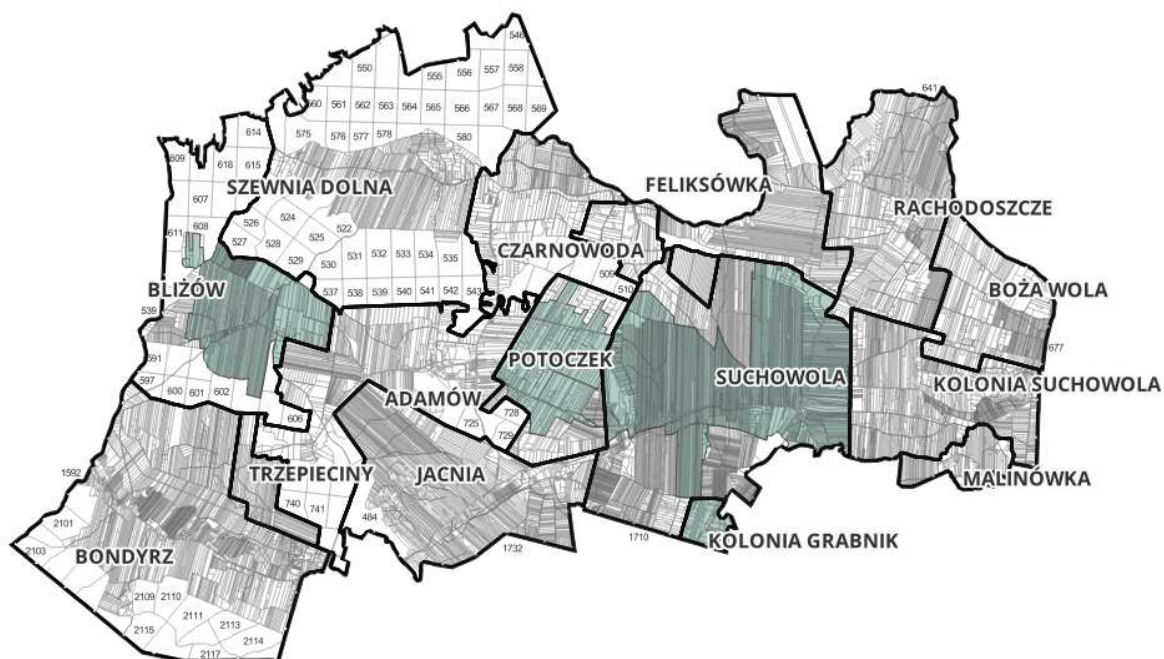 546
550 555 556 557 558
560 561 562 563 564 565 566 567 568 569
575 576 577 578 580
641
614
609 618 615
SZEWNIA DOLNA
FELIKSÓWKA
607
RACHODOSZCZE
611 608 526 524 522
527 528 525
CZARNOWODA
529 530 531 532 533 534 535
509
510
BLIŻÓW
BOŻA WOLA
537 538 539 540 541 542 543
539
677
591
POTOCZEK
SUCHOWOLA
597
KOLONIA SUCHOWOLA
600 601 602
ADAMÓW
606
728
725
729
1592
TRZEPIECINY
JACNIA
MALINÓWKA
740 741
484
2101
1732
1710
KOLONIA GRABNIK
2103
BONDYRZ
2109 2110
2111
2113
2115
2114
2117